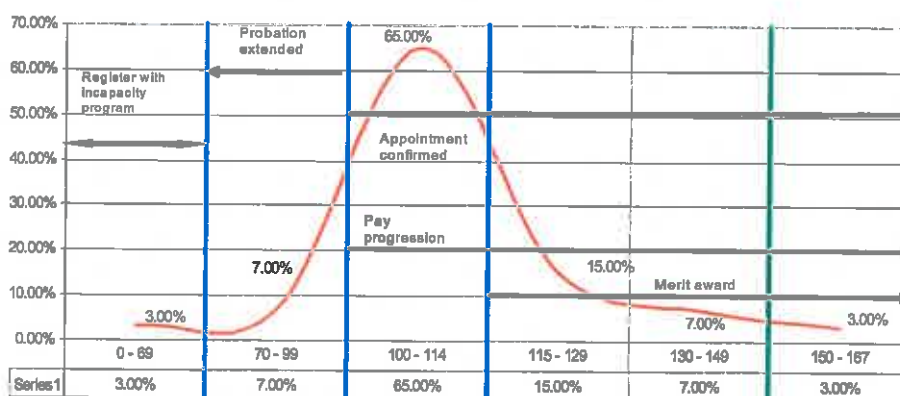 70.00%
60.00%
50.00%
40.00%
30.00%
20.00%
10.00%
0.00%
Register with
incapacity
program
Probation
extended
65.00%
Appointment
confirmed
Pay
progression
7.00%
3.00%
15.00%
Merit award
7.00%
3.00%
0 - 69 70 - 99 100 - 114 115 - 129 130 - 149 150 - 167
Series1 3.00% 7.00% 65.00% 15.00% 7.00% 3.00%